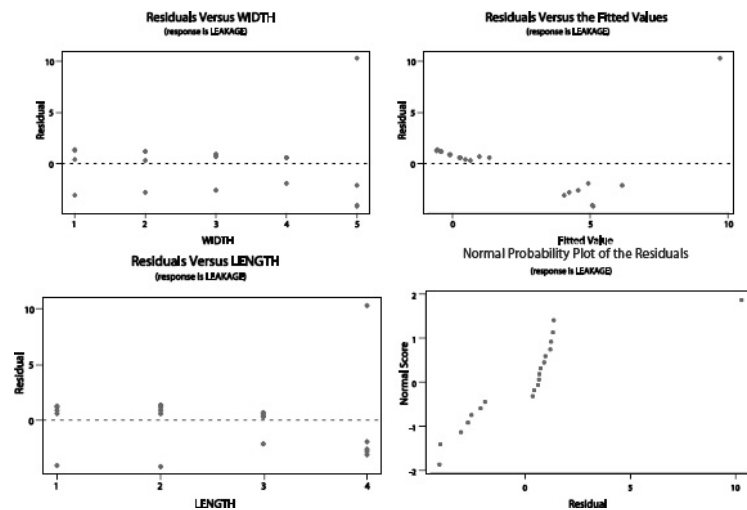 Residuals Versus WIDTH
(response is LEAKAGE)
10
5
0
Residual
1 2 3 4 5
WIDTH
Residuals Versus the Fitted Values
(response is LEAKAGE)
10
5
0
Residual
0 5 10
Fitted Value
Residuals Versus LENGTH
(response is LEAKAGE)
10
5
0
Residual
1 2 3 4
LENGTH
Normal Probability Plot of the Residuals
(response is LEAKAGE)
2
1
0
-1
-2
Normal Score
0 5 10
Residual